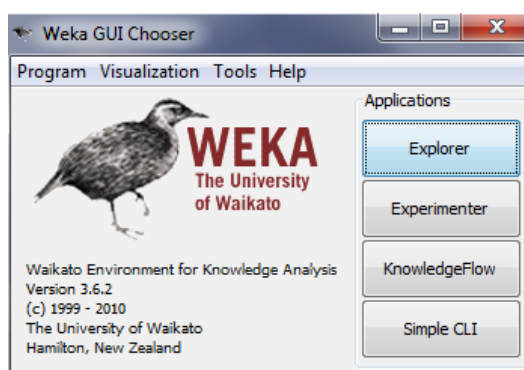 Weka GUI Chooser
Program Visualization Tools Help
Applications
WEKA
The University
of Waikato
Explorer
Experimenter
KnowledgeFlow
Simple CLI
Waikato Environment for Knowledge Analysis
Version 3.6.2
(c) 1999 - 2010
The University of Waikato
Hamilton, New Zealand